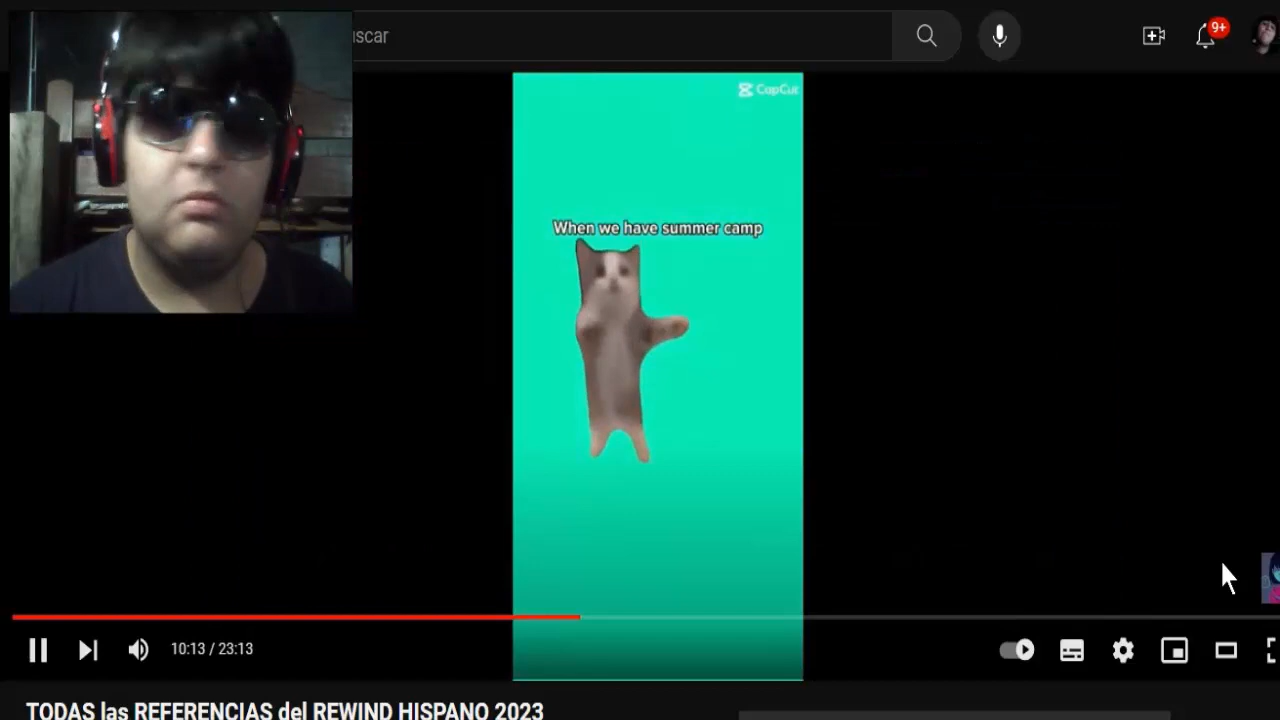 uscar
9+
CapCut
When we have summer camp
10:13 / 23:13
TODAS las REFERENCIAS del REWIND HISPANO 2023